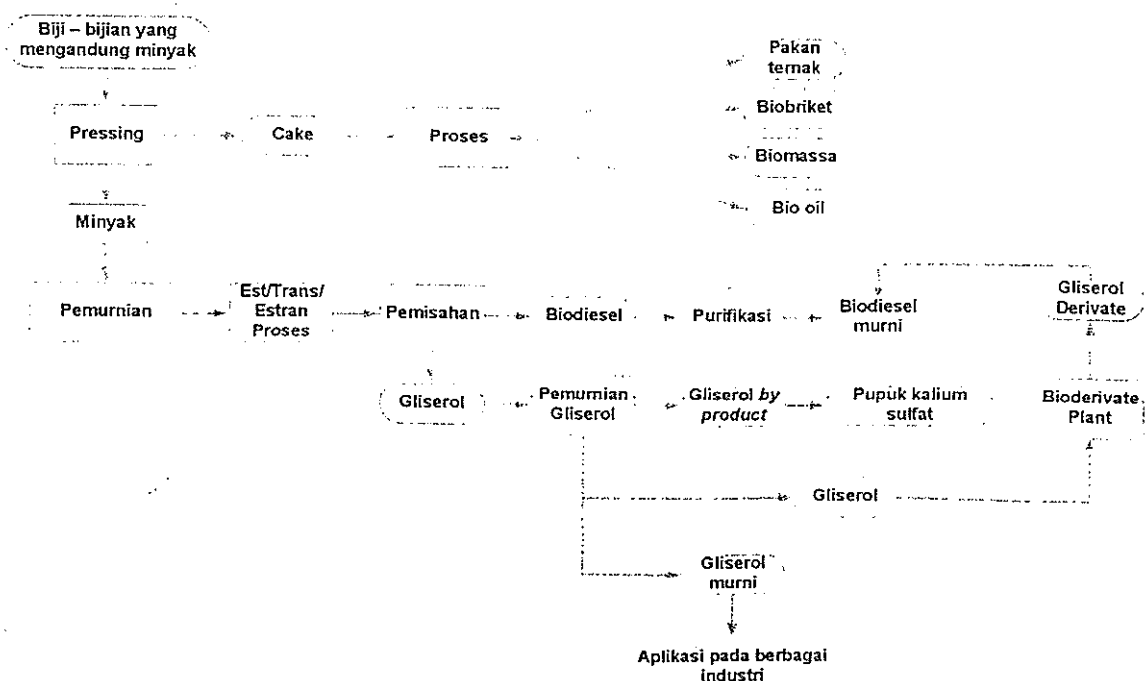 Biji – bijian yang
mengandung minyak
Pakan
ternak
Pressing
Cake
Proses
Biobriket
Biomassa
Bio oil
Minyak
Pemurnian
Est/Trans/
Estran
Proses
Pemisahan
Biodiesel
Purifikasi
Biodiesel
murni
Gliserol
Derivate
Gliserol
Pemurnian
Gliserol
Gliserol by
product
Pupuk kalium
sulfat
Bioderivate
Plant
Gliserol
Gliserol
murni
Aplikasi pada berbagai
industri